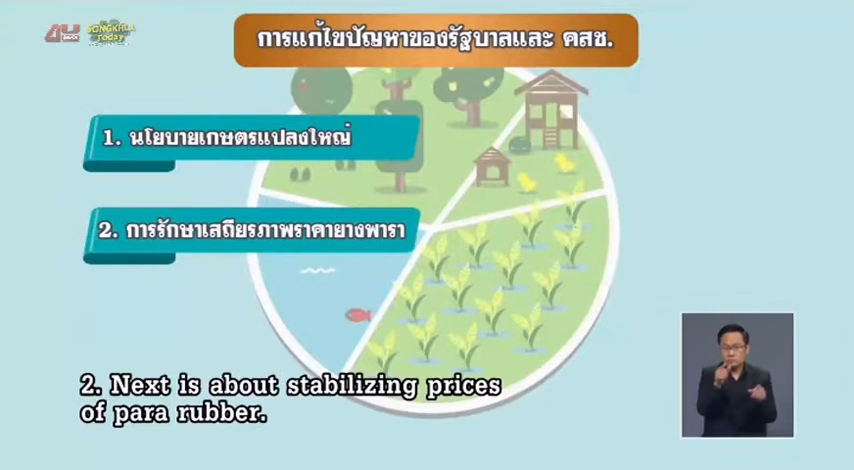 SONGKHLA
Today
การแก้ไขปัญหาของรัฐบาลและ คสช.
1. นโยบายเกษตรแปลงใหญ่
2. การรักษาเสถียรภาพราคายางพารา
2. Next is about stabilizing prices
of para rubber.